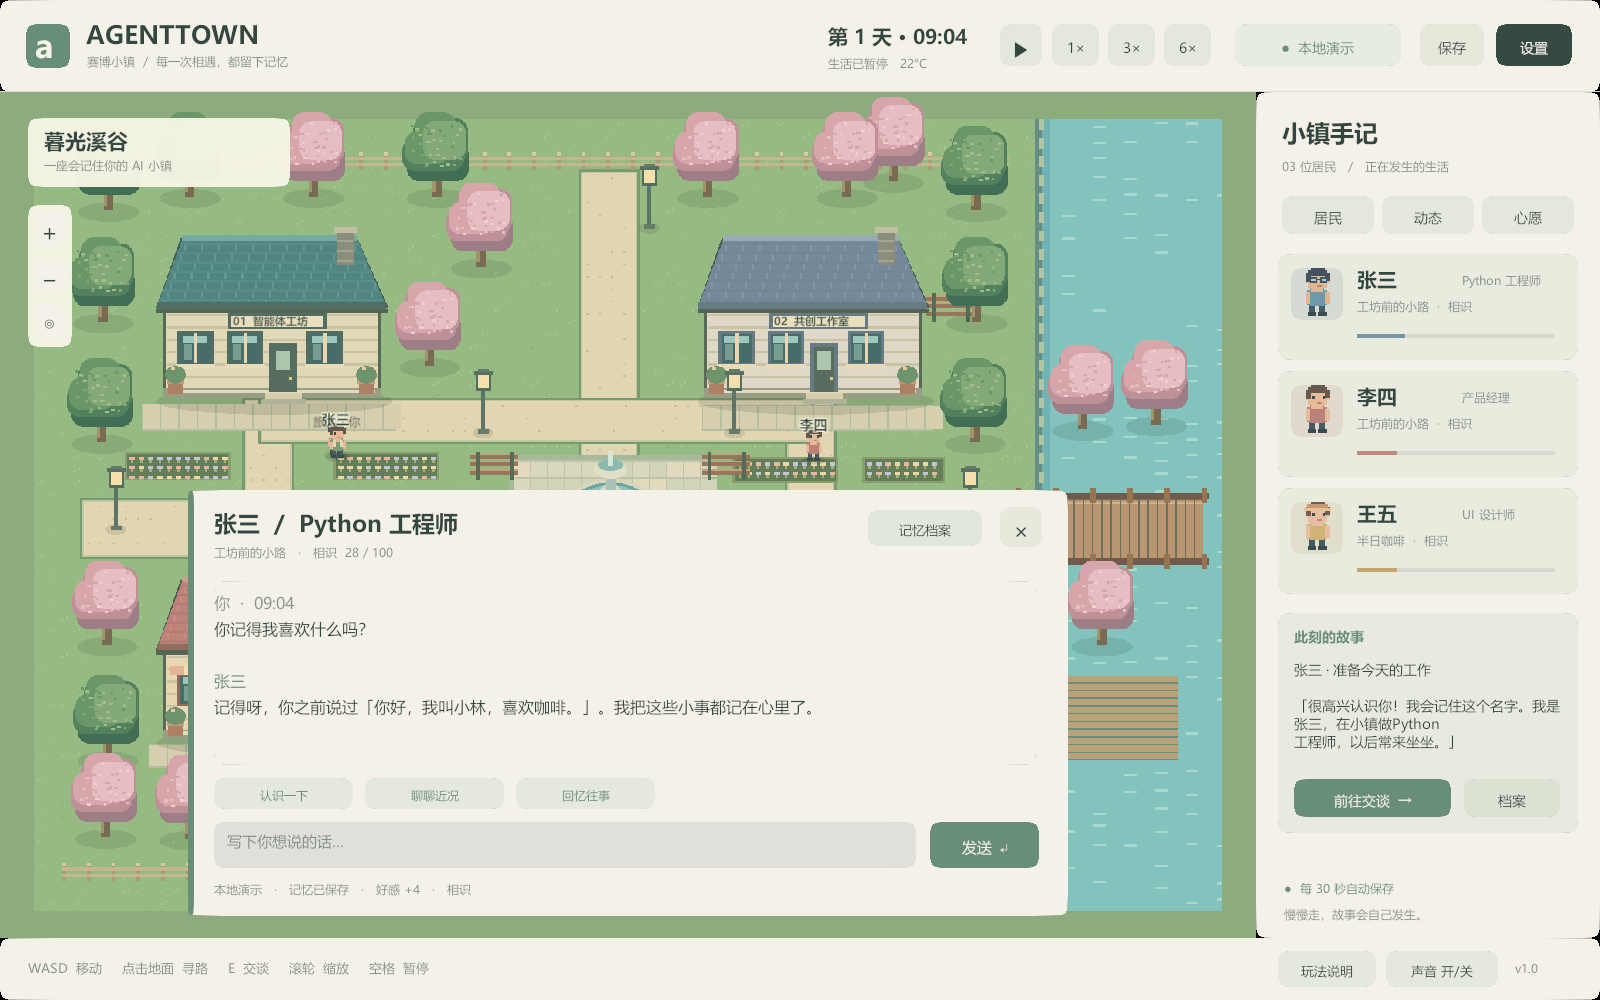 a
AGENTTOWN
赛博小镇 / 每一次相遇，都留下记忆
第 1 天 • 09:04
生活已暂停 22°C
▶
1×
3×
6×
● 本地演示
保存
设置
暮光溪谷
一座会记住你的 AI 小镇
+
−
◎
01 智能体工坊
02 共创工作室
张三
你
李四
张三 / Python 工程师
工坊前的小路 · 相识 28 / 100
记忆档案
×
你 · 09:04
你记得我喜欢什么吗？
张三
记得呀，你之前说过「你好，我叫小林，喜欢咖啡。」。我把这些小事都记在心里了。
认识一下
聊聊近况
回忆往事
写下你想说的话...
发送 ↲
本地演示 · 记忆已保存 · 好感 +4 · 相识
小镇手记
03 位居民 / 正在发生的生活
居民
动态
心愿
张三
Python 工程师
工坊前的小路 · 相识
李四
产品经理
工坊前的小路 · 相识
王五
UI 设计师
半日咖啡 · 相识
此刻的故事
张三 · 准备今天的工作
「很高兴认识你！我会记住这个名字。我是
张三，在小镇做Python
工程师，以后常来坐坐。」
前往交谈 →
档案
● 每 30 秒自动保存
慢慢走，故事会自己发生。
WASD 移动 点击地面 寻路 E 交谈 滚轮 缩放 空格 暂停
玩法说明
声音 开/关
v1.0